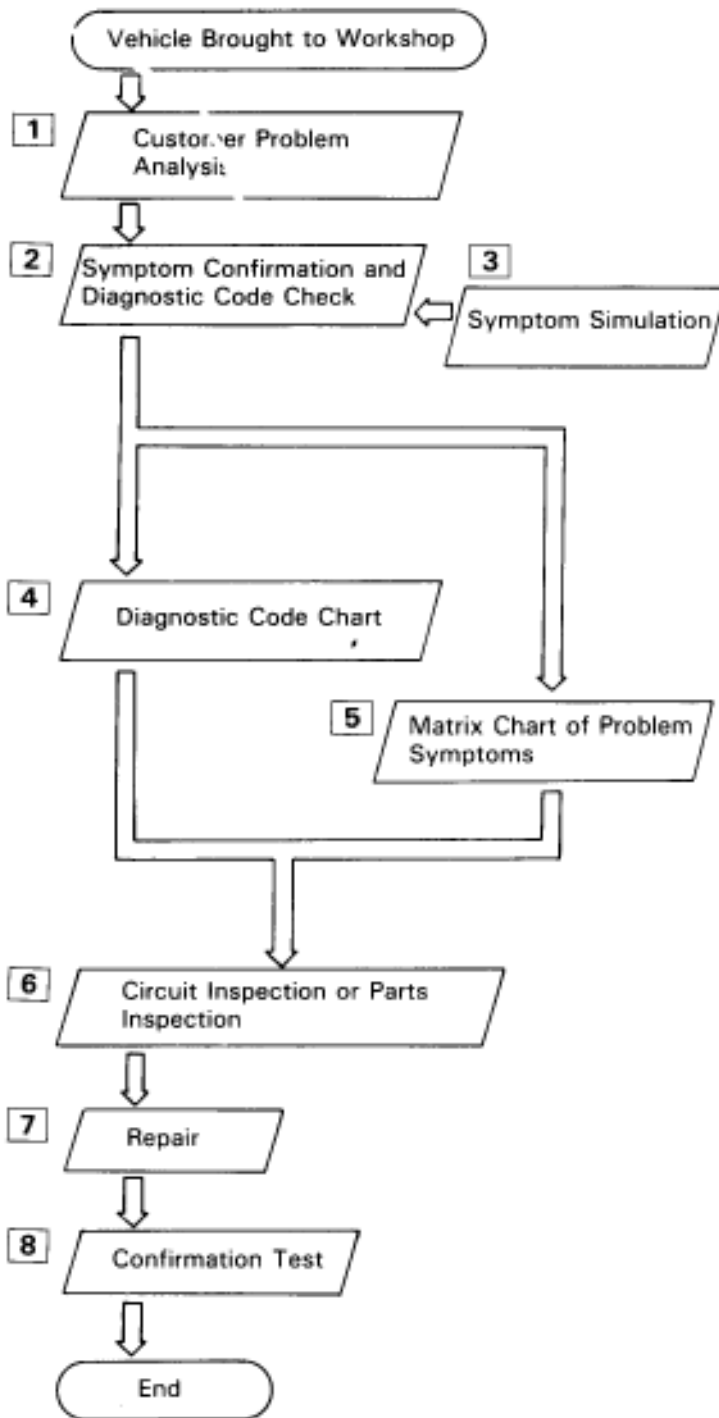 Vehicle Brought to Workshop
1
Customer Problem
Analysis
2
Symptom Confirmation and
Diagnostic Code Check
3
Symptom Simulation
4
Diagnostic Code Chart
5
Matrix Chart of Problem
Symptoms
6
Circuit Inspection or Parts
Inspection
7
Repair
8
Confirmation Test
End